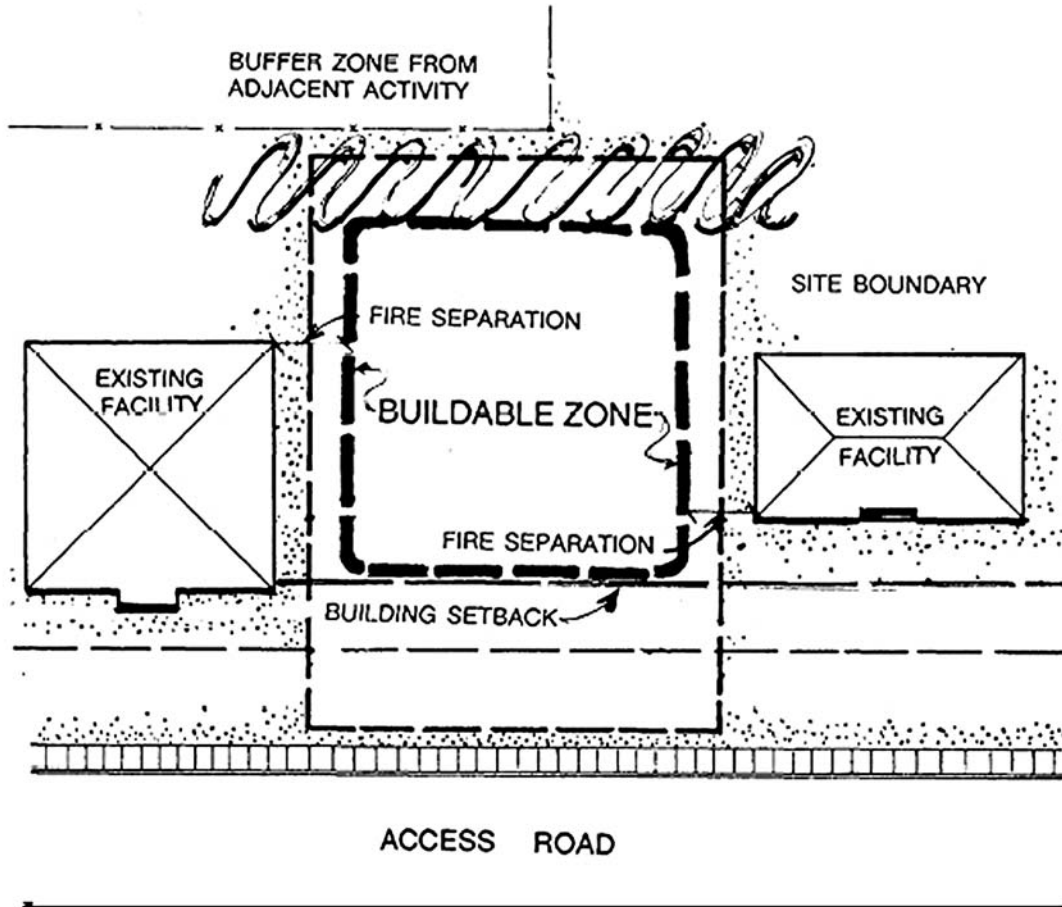 BUFFER ZONE FROM
ADJACENT ACTIVITY
SITE BOUNDARY
FIRE SEPARATION
EXISTING
FACILITY
BUILDABLE ZONE
EXISTING
FACILITY
FIRE SEPARATION
BUILDING SETBACK
ACCESS ROAD